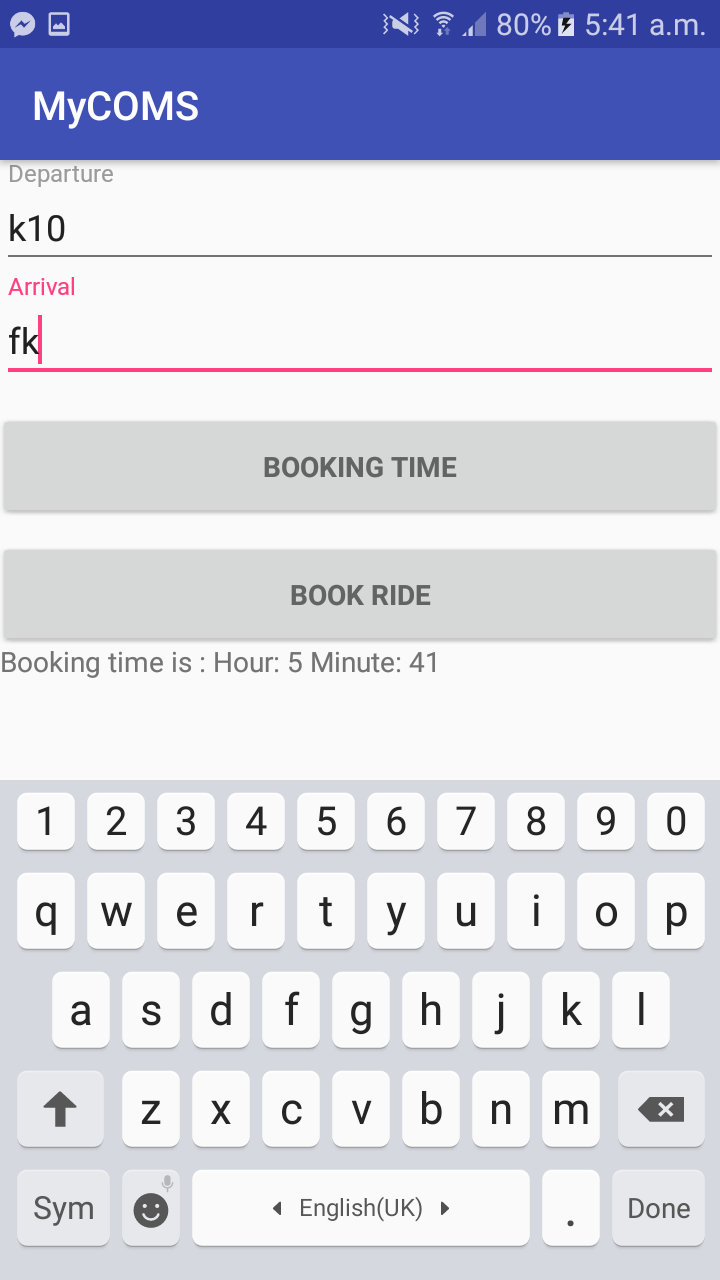 80% 5:41 a.m.
MyCOMS
Departure
k10
Arrival
fk
BOOKING TIME
BOOK RIDE
Booking time is : Hour: 5 Minute: 41
1 2 3 4 5 6 7 8 9 0
q w e r t y u i o p
a s d f g h j k l
z x c v b n m
Sym English(UK) . Done